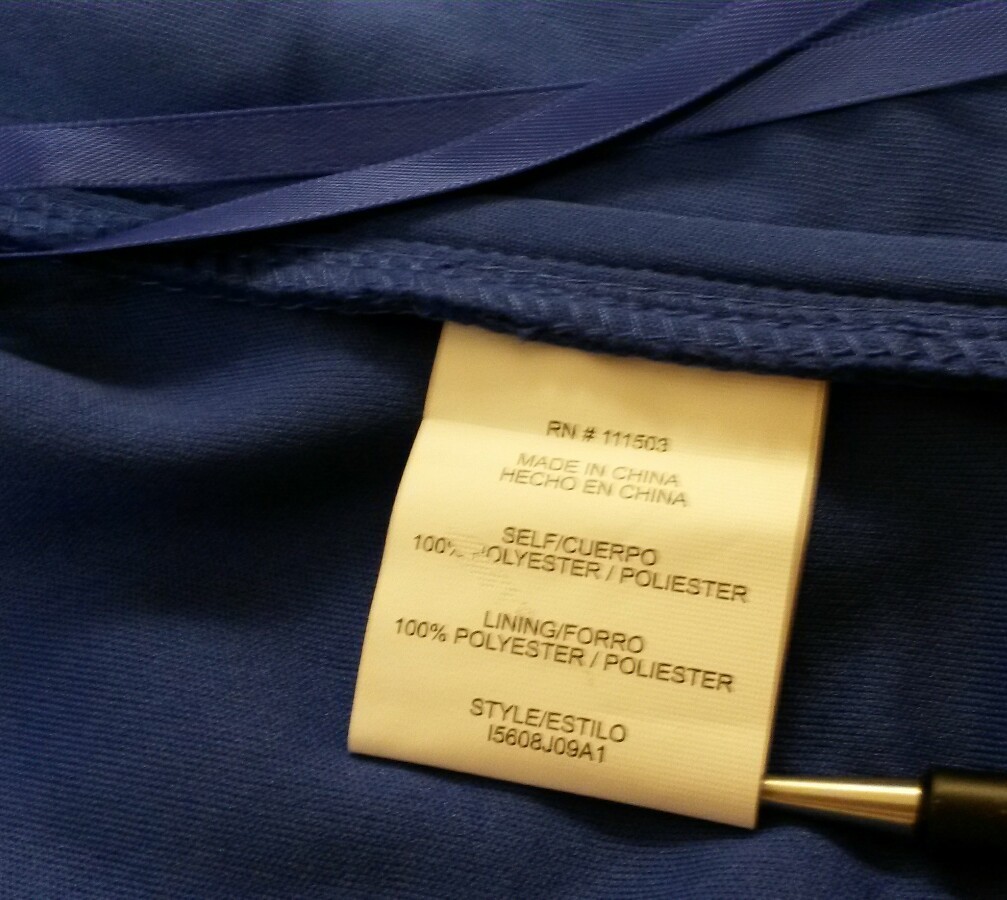 RN # 111503
MADE IN CHINA
HECHO EN CHINA
SELF/CUERPO
100% POLYESTER / POLIESTER
LINING/FORRO
100% POLYESTER / POLIESTER
STYLE/ESTILO
I5608J09A1